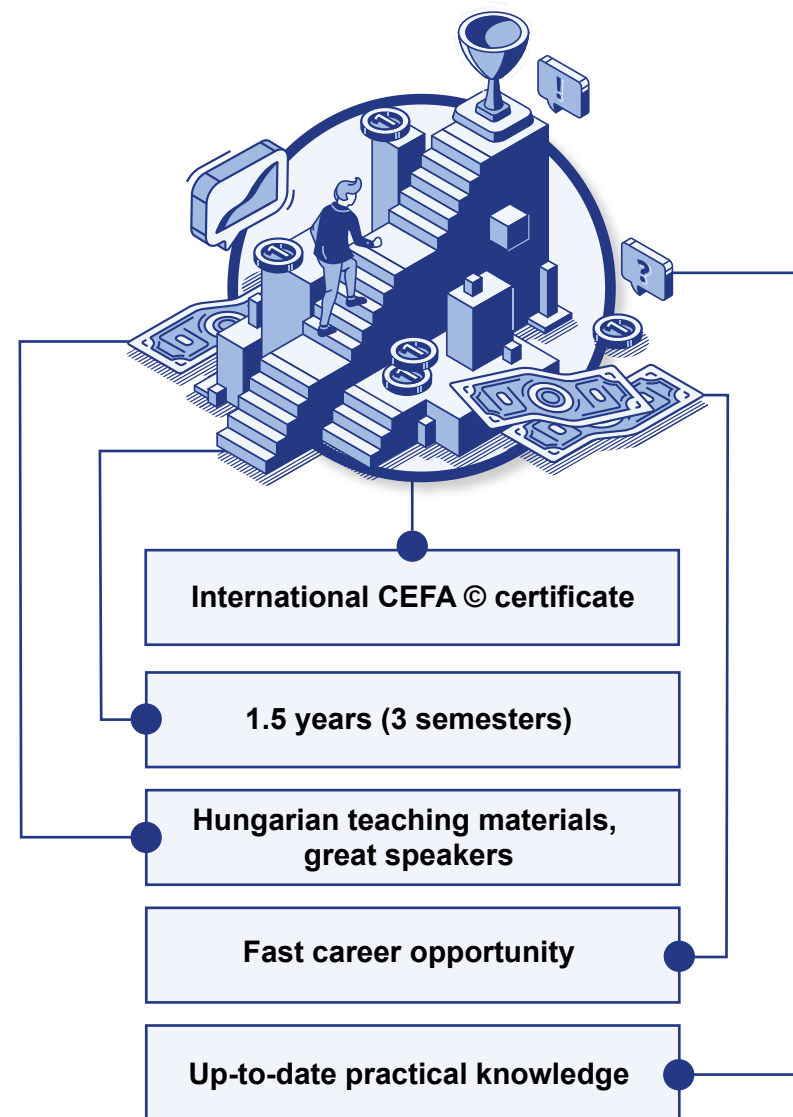 !
?
International CEFA © certificate
1.5 years (3 semesters)
Hungarian teaching materials,
great speakers
Fast career opportunity
Up-to-date practical knowledge